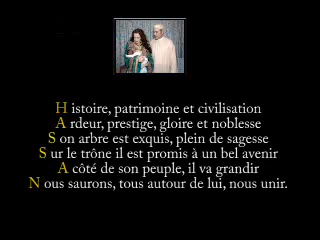 H istoire, patrimoine et civilisation
A rdeur, prestige, gloire et noblesse
S on arbre est exquis, plein de sagesse
S ur le trône il est promis à un bel avenir
A côté de son peuple, il va grandir
N ous saurons, tous autour de lui, nous unir.